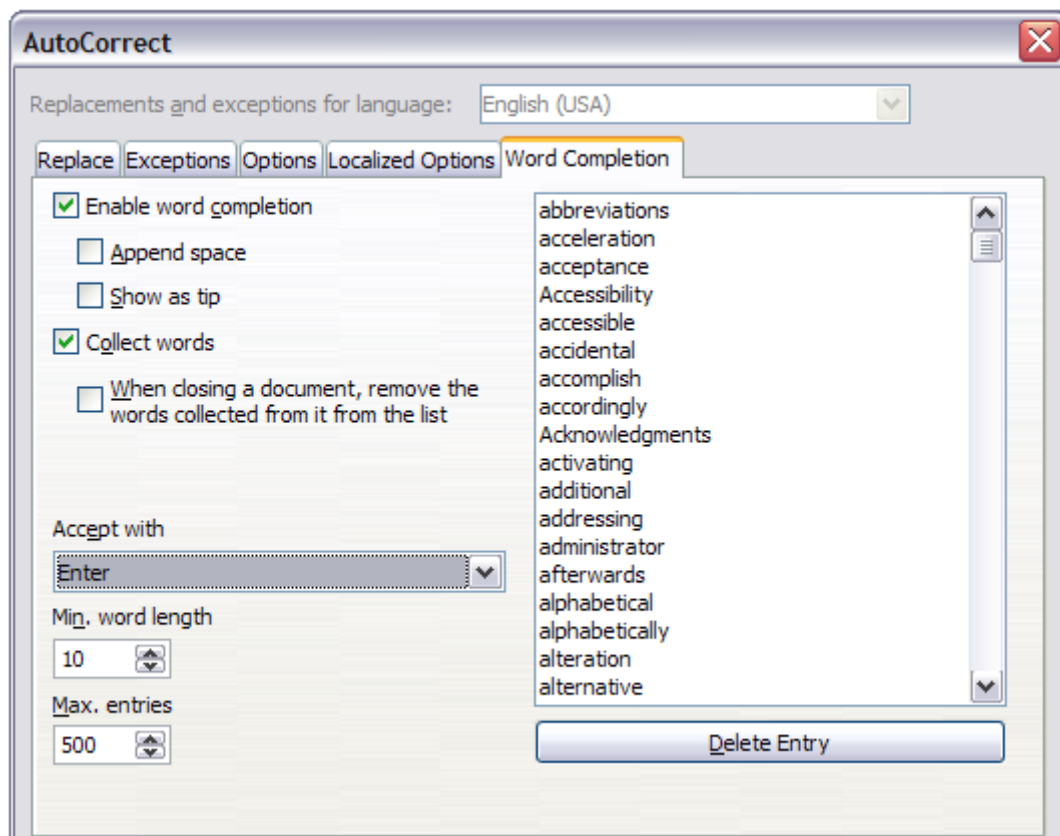 AutoCorrect
Replacements and exceptions for language: English (USA)
Replace Exceptions Options Localized Options Word Completion
Enable word completion
Append space
Show as tip
Collect words
When closing a document, remove the
words collected from it from the list
Accept with
Enter
Min. word length
10
Max. entries
500
abbreviations
acceleration
acceptance
Accessibility
accessible
accidental
accomplish
accordingly
Acknowledgments
activating
additional
addressing
administrator
afterwards
alphabetical
alphabetically
alteration
alternative
Delete Entry